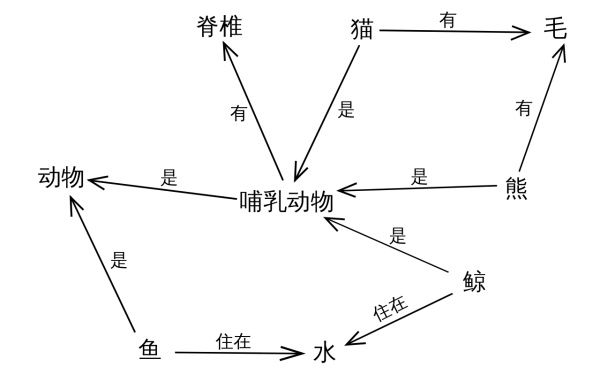 脊椎
猫
有
毛
有
是
有
动物
是
哺乳动物
是
熊
是
是
鲸
住在
鱼
住在
水